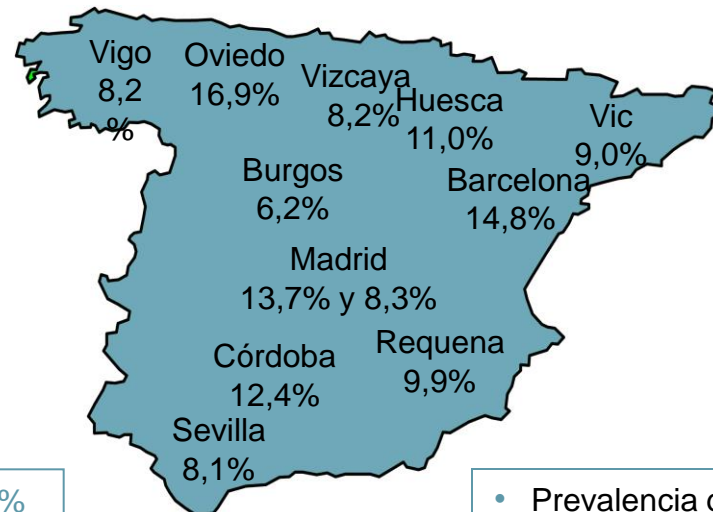 Vigo
8,2
%
Oviedo
16,9%
Vizcaya
8,2%
Huesca
11,0%
Vic
9,0%
Burgos
6,2%
Barcelona
14,8%
Madrid
13,7% y 8,3%
Córdoba
12,4%
Requena
9,9%
Sevilla
8,1%
%
• Prevalencia